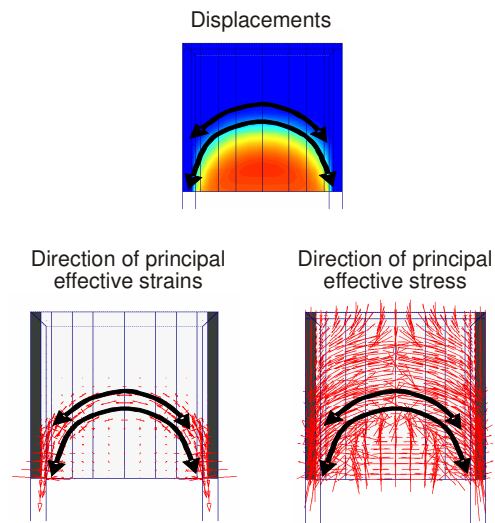 Displacements
Direction of principal
effective strains
Direction of principal
effective stress